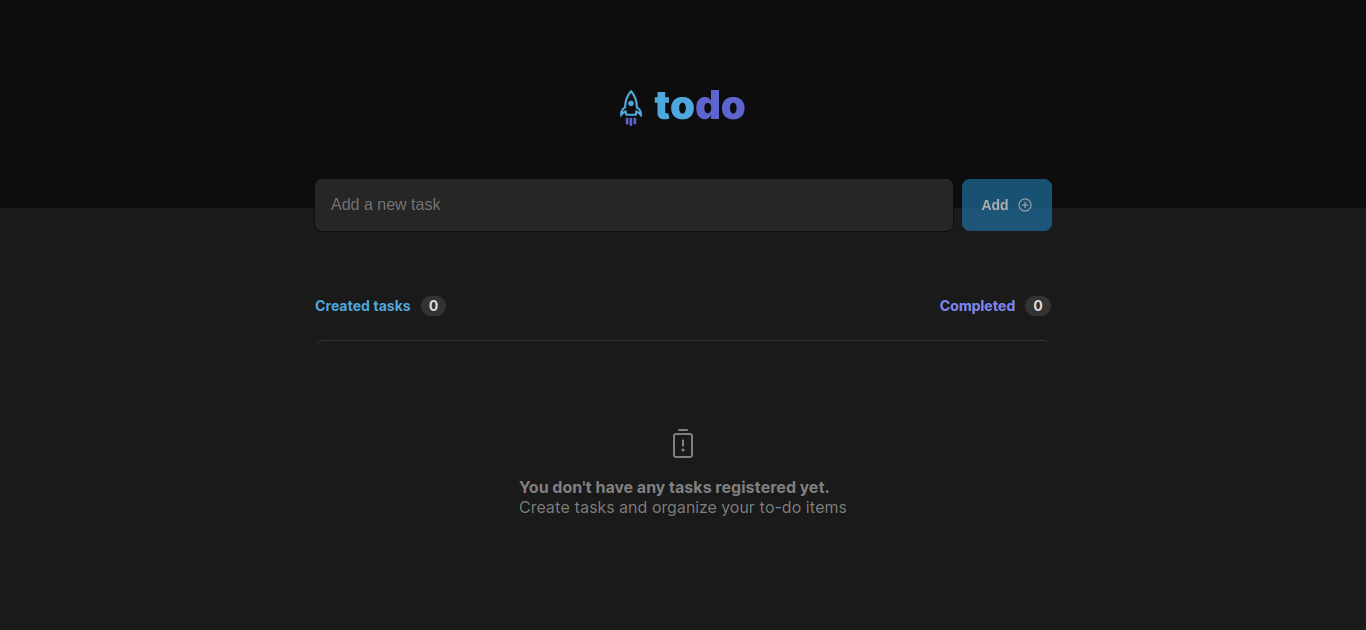 todo
Add a new task
Add
Created tasks 0
Completed 0
You don't have any tasks registered yet.
Create tasks and organize your to-do items